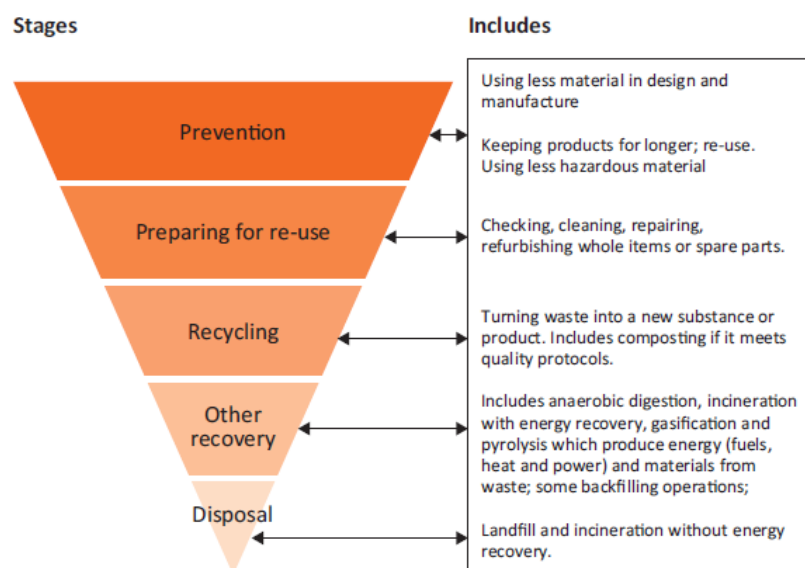 Stages
Includes
Prevention
Using less material in design and
manufacture
Keeping products for longer; re-use.
Using less hazardous material
Preparing for re-use
Checking, cleaning, repairing,
refurbishing whole items or spare parts.
Recycling
Turning waste into a new substance or
product. Includes composting if it meets
quality protocols.
Other
recovery
Includes anaerobic digestion, incineration
with energy recovery, gasification and
pyrolysis which produce energy (fuels,
heat and power) and materials from
waste; some backfilling operations;
Disposal
Landfill and incineration without energy
recovery.